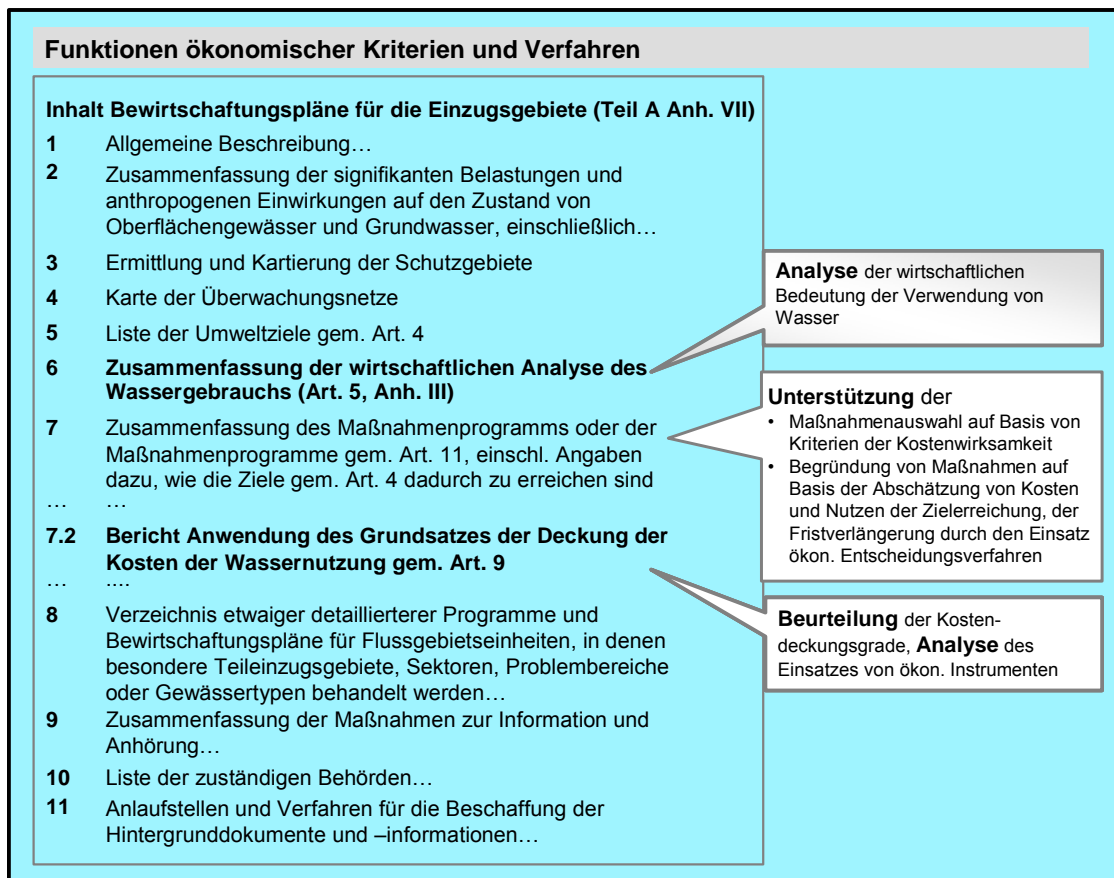 Funktionen ökonomischer Kriterien und Verfahren
Inhalt Bewirtschaftungspläne für die Einzugsgebiete (Teil A Anh. VII)
1 Allgemeine Beschreibung…
2 Zusammenfassung der signifikanten Belastungen und
anthropogenen Einwirkungen auf den Zustand von
Oberflächengewässer und Grundwasser, einschließlich…
3 Ermittlung und Kartierung der Schutzgebiete
4 Karte der Überwachungsnetze
5 Liste der Umweltziele gem. Art. 4
6 Zusammenfassung der wirtschaftlichen Analyse des
Wassergebrauchs (Art. 5, Anh. III)
7 Zusammenfassung des Maßnahmenprogramms oder der
Maßnahmenprogramme gem. Art. 11, einschl. Angaben
dazu, wie die Ziele gem. Art. 4 dadurch zu erreichen sind
… …
7.2 Bericht Anwendung des Grundsatzes der Deckung der
Kosten der Wassernutzung gem. Art. 9
… ....
8 Verzeichnis etwaiger detaillierterer Programme und
Bewirtschaftungspläne für Flussgebietseinheiten, in denen
besondere Teileinzugsgebiete, Sektoren, Problembereiche
oder Gewässertypen behandelt werden…
9 Zusammenfassung der Maßnahmen zur Information und
Anhörung…
10 Liste der zuständigen Behörden…
11 Anlaufstellen und Verfahren für die Beschaffung der
Hintergrunddokumente und –informationen…
Analyse der wirtschaftlichen
Bedeutung der Verwendung von
Wasser
Unterstützung der
• Maßnahmenauswahl auf Basis von
Kriterien der Kostenwirksamkeit
• Begründung von Maßnahmen auf
Basis der Abschätzung von Kosten
und Nutzen der Zielerreichung, der
Fristverlängerung durch den Einsatz
ökon. Entscheidungsverfahren
Beurteilung der Kosten-
deckungsgrade, Analyse des
Einsatzes von ökon. Instrumenten